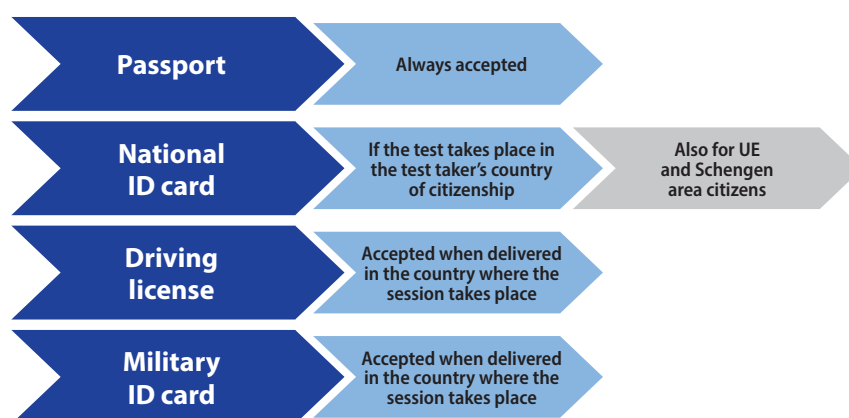 Passport
Always accepted
National
ID card
If the test takes place in
the test taker's country
of citizenship
Also for UE
and Schengen
area citizens
Driving
license
Accepted when delivered
in the country where the
session takes place
Military
ID card
Accepted when delivered
in the country where the
session takes place